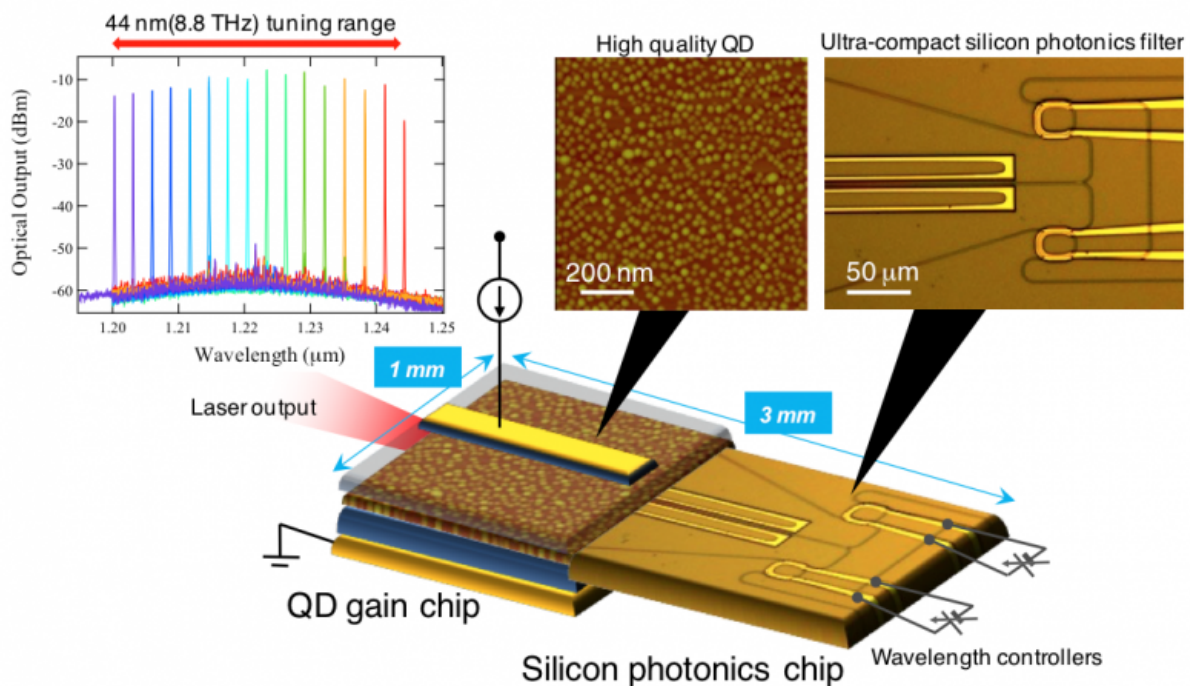 44 nm(8.8 THz) tuning range
High quality QD
Ultra-compact silicon photonics filter
Optical Output (dBm)
-10
-20
-30
-40
-50
-60
1.20
1.21
1.22
1.23
1.24
1.25
Wavelength (μm)
200 nm
50 μm
1 mm
3 mm
Laser output
QD gain chip
Silicon photonics chip
Wavelength controllers